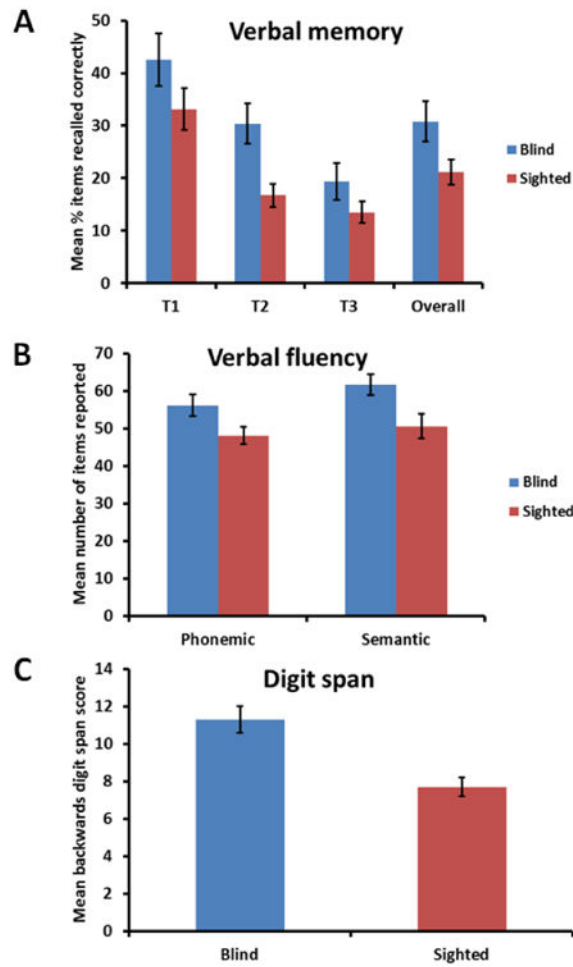 A
Verbal memory
Mean % items recalled correctly
50
40
30
20
10
0
T1 T2 T3 Overall
Blind
Sighted
B
Verbal fluency
Mean number of items reported
70
60
50
40
30
20
10
0
Phonemic Semantic
Blind
Sighted
C
Digit span
Mean backwards digit span score
14
12
10
8
6
4
2
0
Blind Sighted